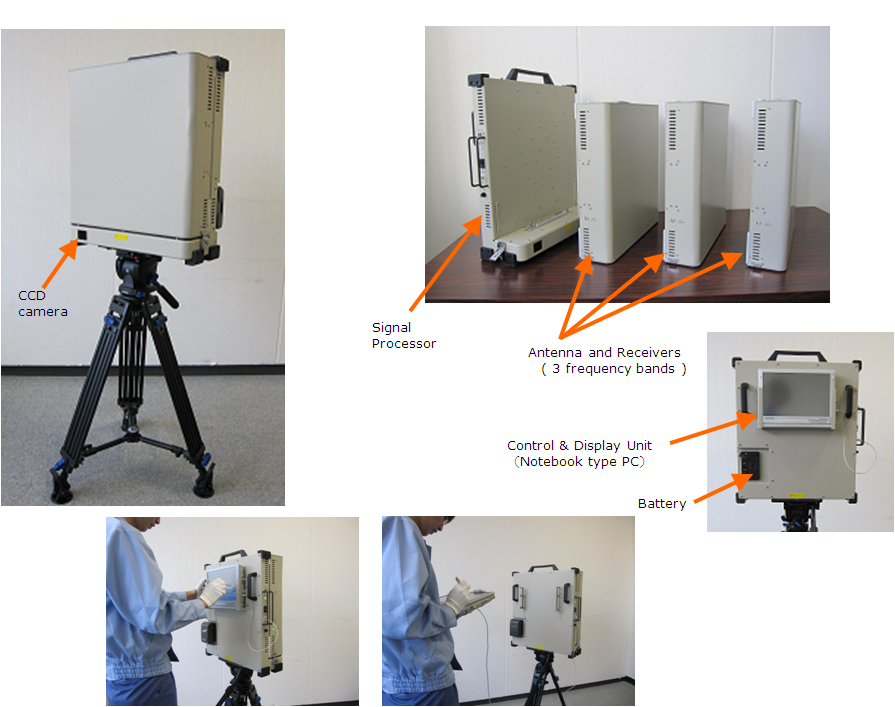 CCD
camera
Signal
Processor
Antenna and Receivers
( 3 frequency bands )
Control & Display Unit
（Notebook type PC）
Battery